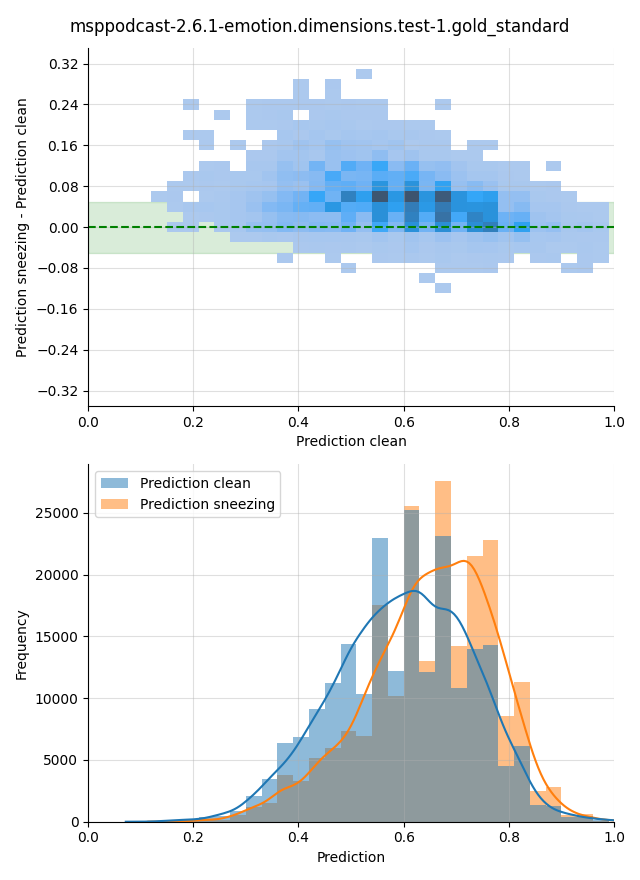 msppodcast-2.6.1-emotion.dimensions.test-1.gold_standard
Prediction sneezing - Prediction clean
0.32
0.24
0.16
0.08
0.00
−0.08
−0.16
−0.24
−0.32
0.0 0.2 0.4 0.6 0.8 1.0
Prediction clean
Prediction clean
Prediction sneezing
Frequency
25000
20000
15000
10000
5000
0
0.0 0.2 0.4 0.6 0.8 1.0
Prediction